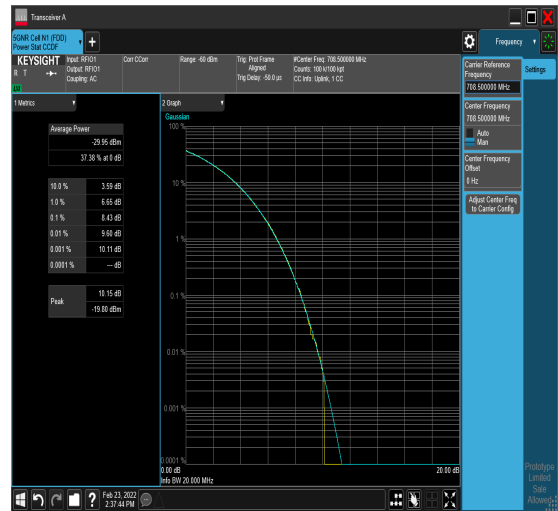 Transceiver A
5GNR Cell N1 (FDD)
Power Stat CCDF
Frequency
KEYSIGHT
R T
Input: RFIO1
Output: RFIO1
Coupling: AC
Corr CCorr
Range: -60 dBm
Trig: Prot Frame
Aligned
Trig Delay: -50.0 µs
#Center Freq: 708.500000 MHz
Counts: 100 k/100 kpt
CC Info: Uplink, 1 CC
Carrier Reference
Frequency
708.500000 MHz
Settings
Center Frequency
708.500000 MHz
Auto
Man
Center Frequency
Offset
0 Hz
Adjust Center Freq
to Carrier Config
1 Metrics
Average Power
-29.95 dBm
37.38 % at 0 dB
10.0 % 3.59 dB
1.0 % 6.65 dB
0.1 % 8.43 dB
0.01 % 9.60 dB
0.001 % 10.11 dB
0.0001 % --- dB
Peak
10.15 dB
-19.80 dBm
2 Graph
Gaussian
100 %
10 %
1 %
0.1 %
0.01 %
0.001 %
0.0001 %
0.00 dB
20.00 dB
Info BW 20.000 MHz
Feb 23, 2022
2:37:44 PM
Prototype
Limited
Sale
Allowed